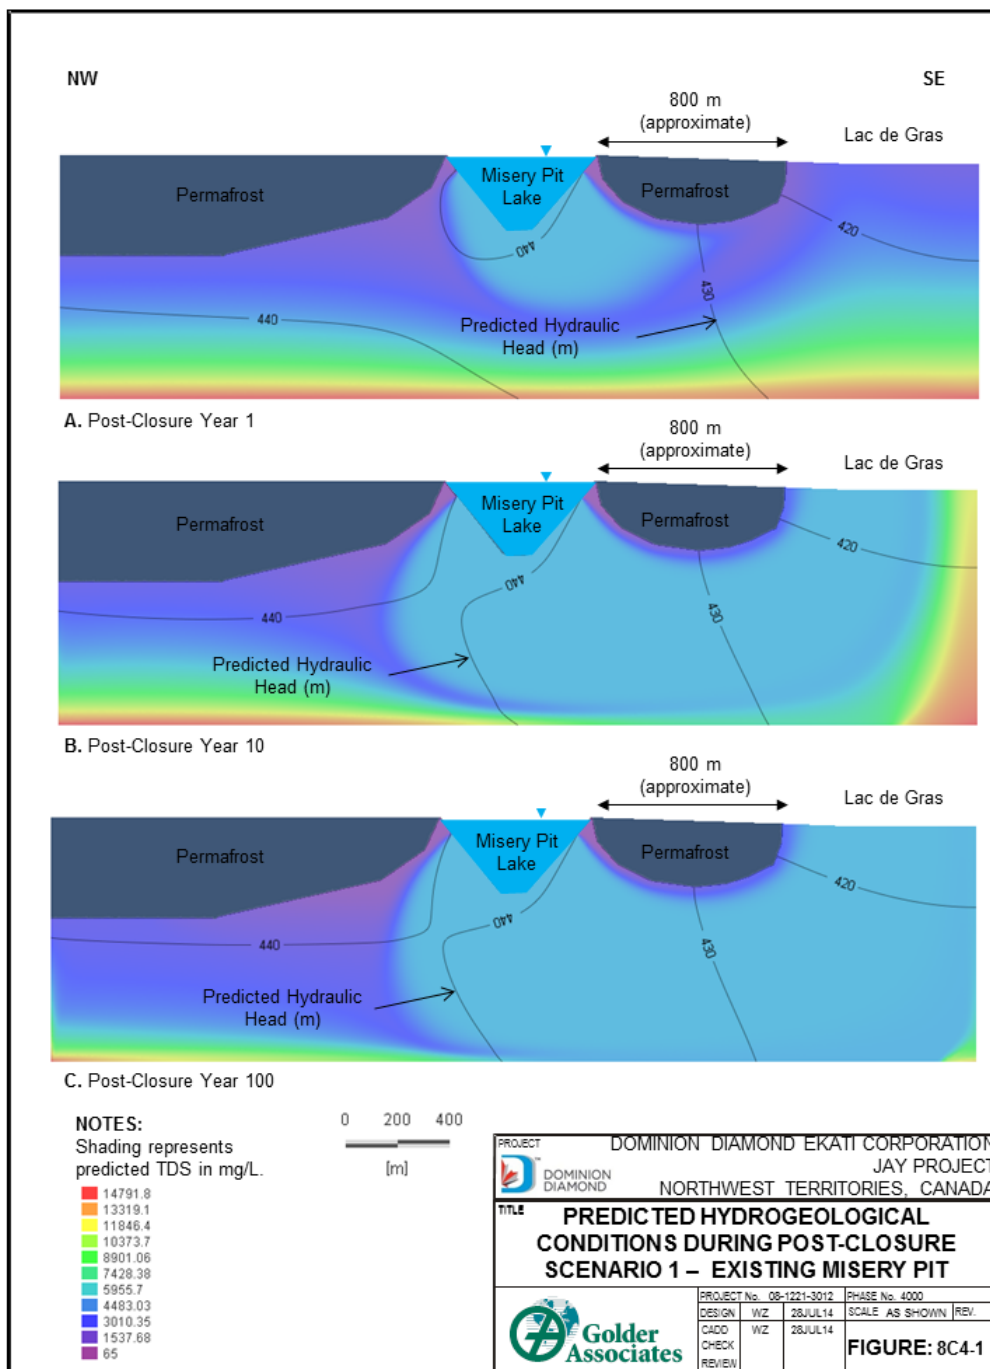 NW
SE
800 m
(approximate)
Lac de Gras
Permafrost
Misery Pit
Lake
Permafrost
420
440
430
440
Predicted Hydraulic
Head (m)
A. Post-Closure Year 1
800 m
(approximate)
Lac de Gras
Permafrost
Misery Pit
Lake
Permafrost
420
440
430
440
Predicted Hydraulic
Head (m)
B. Post-Closure Year 10
800 m
(approximate)
Lac de Gras
Permafrost
Misery Pit
Lake
Permafrost
420
440
430
440
Predicted Hydraulic
Head (m)
C. Post-Closure Year 100
NOTES:
Shading represents
predicted TDS in mg/L.
14791.8
13319.1
11846.4
10373.7
8901.06
7428.38
5955.7
4483.03
3010.35
1537.68
65
0 200 400
[m]
PROJECT
DOMINION DIAMOND EKATI CORPORATION
JAY PROJECT
NORTHWEST TERRITORIES, CANADA
DOMINION
DIAMOND
TITLE
PREDICTED HYDROGEOLOGICAL
CONDITIONS DURING POST-CLOSURE
SCENARIO 1 – EXISTING MISERY PIT
Golder
Associates
PROJECT No. 08-1221-3012 PHASE No. 4000
DESIGN WZ 28JUL14 SCALE AS SHOWN REV.
CADD WZ 28JUL14
CHECK
REVIEW
FIGURE: 8C4-1